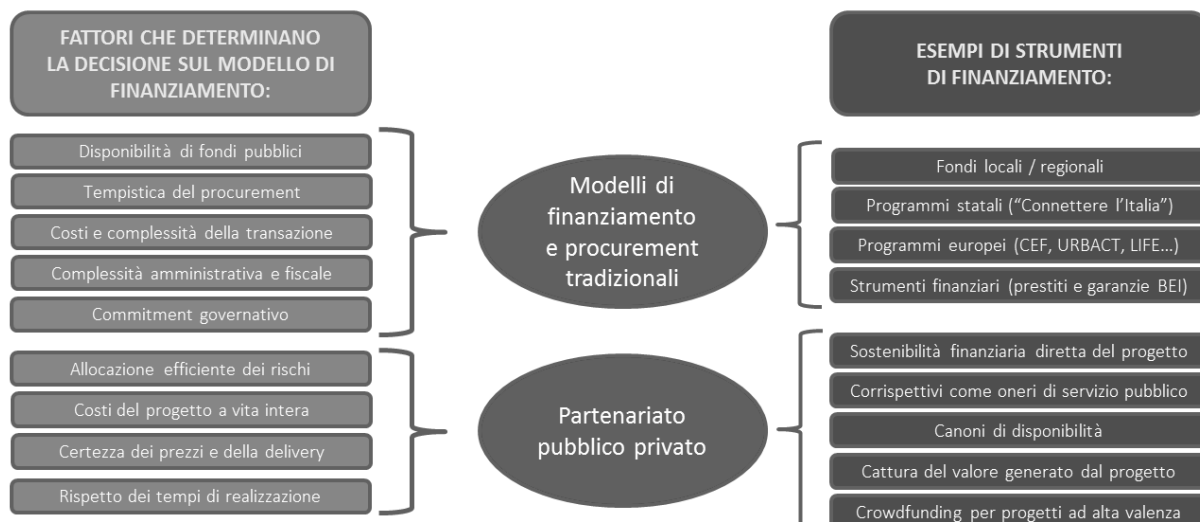 FATTORI CHE DETERMINANO
LA DECISIONE SUL MODELLO DI
FINANZIAMENTO:
Disponibilità di fondi pubblici
Tempistica del procurement
Costi e complessità della transazione
Complessità amministrativa e fiscale
Commitment governativo
Allocazione efficiente dei rischi
Costi del progetto a vita intera
Certezza dei prezzi e della delivery
Rispetto dei tempi di realizzazione
Modelli di
finanziamento
e procurement
tradizionali
Partenariato
pubblico privato
ESEMPI DI STRUMENTI
DI FINANZIAMENTO:
Fondi locali / regionali
Programmi statali (“Connettere l’Italia”)
Programmi europei (CEF, URBACT, LIFE...)
Strumenti finanziari (prestiti e garanzie BEI)
Sostenibilità finanziaria diretta del progetto
Corrispettivi come oneri di servizio pubblico
Canoni di disponibilità
Cattura del valore generato dal progetto
Crowdfunding per progetti ad alta valenza